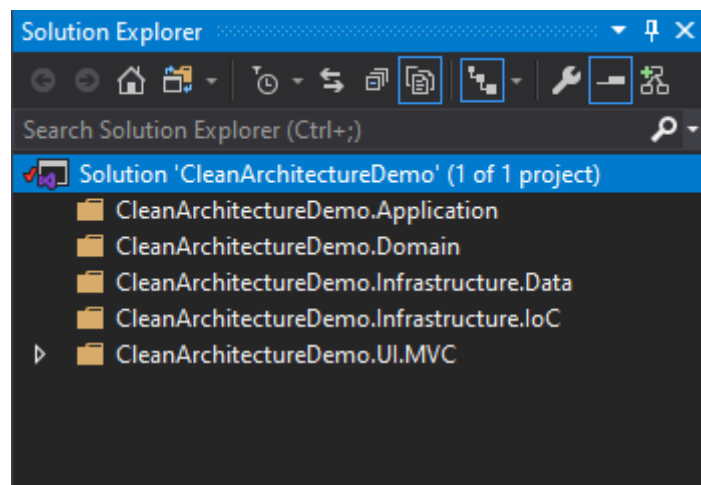 Solution Explorer
Search Solution Explorer (Ctrl+;)
Solution 'CleanArchitectureDemo' (1 of 1 project)
CleanArchitectureDemo.Application
CleanArchitectureDemo.Domain
CleanArchitectureDemo.Infrastructure.Data
CleanArchitectureDemo.Infrastructure.IoC
CleanArchitectureDemo.UI.MVC